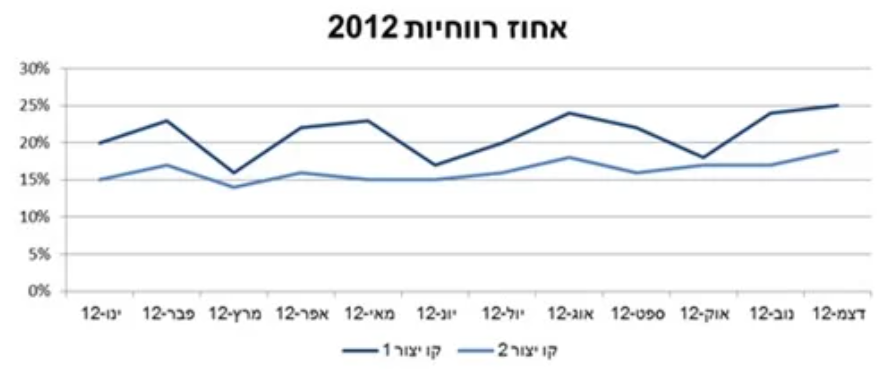 אחוז רווחיות 2012
30%
25%
20%
15%
10%
5%
0%
ינו-12 פבר-12 מרץ-12 אפר-12 מאי-12 יונ-12 יול-12 אוג-12 ספט-12 אוק-12 נוב-12 דצמ-12
קו יצור 1 קו יצור 2